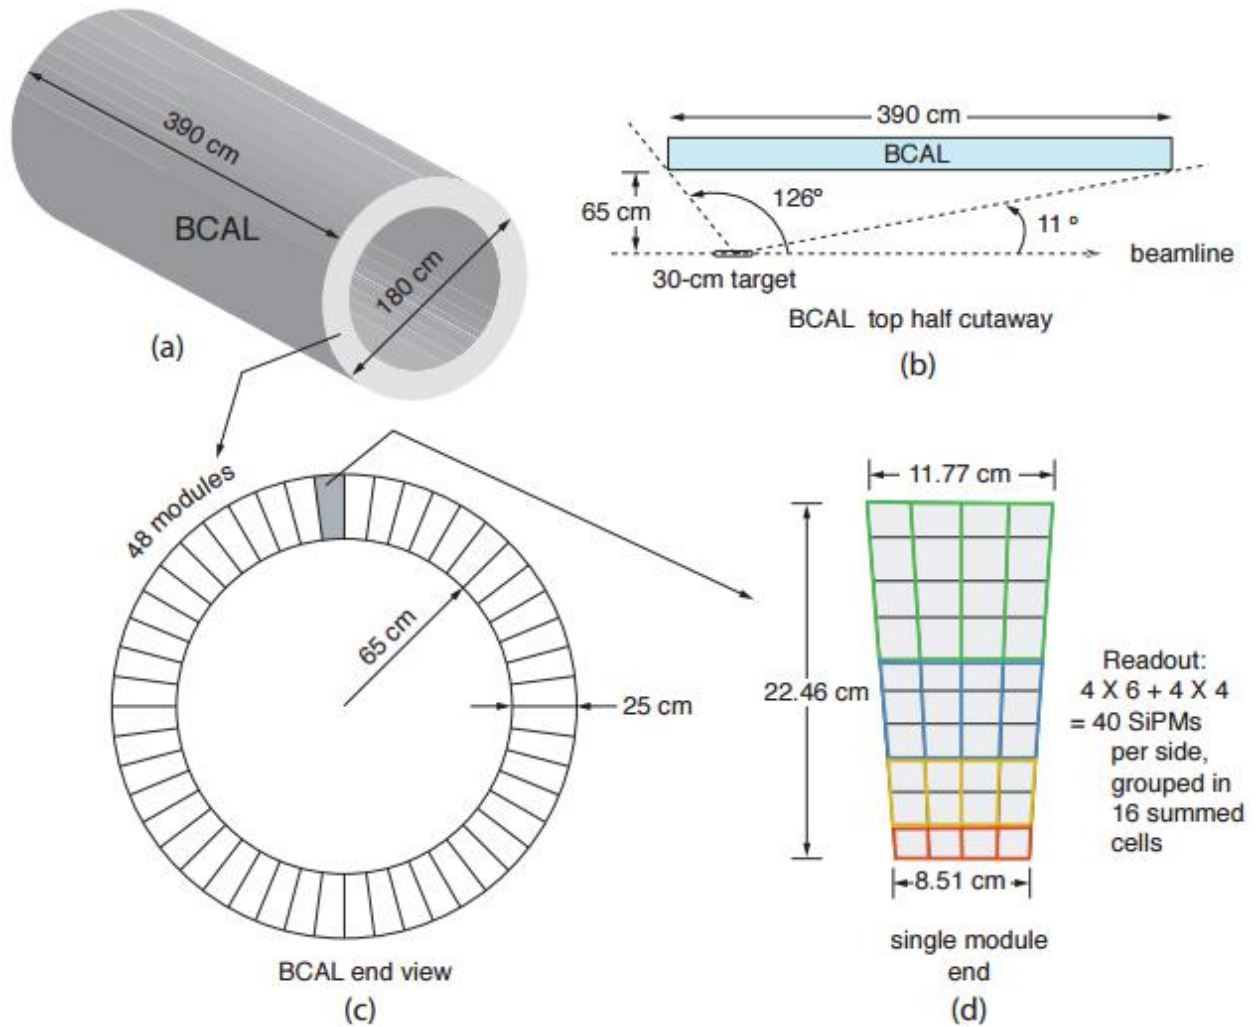 390 cm
BCAL
180 cm
(a)
390 cm
BCAL
65 cm
126º
11 º
beamline
30-cm target
BCAL top half cutaway
(b)
48 modules
65 cm
25 cm
BCAL end view
(c)
11.77 cm
22.46 cm
8.51 cm
Readout:
4 X 6 + 4 X 4
= 40 SiPMs
per side,
grouped in
16 summed
cells
single module
end
(d)